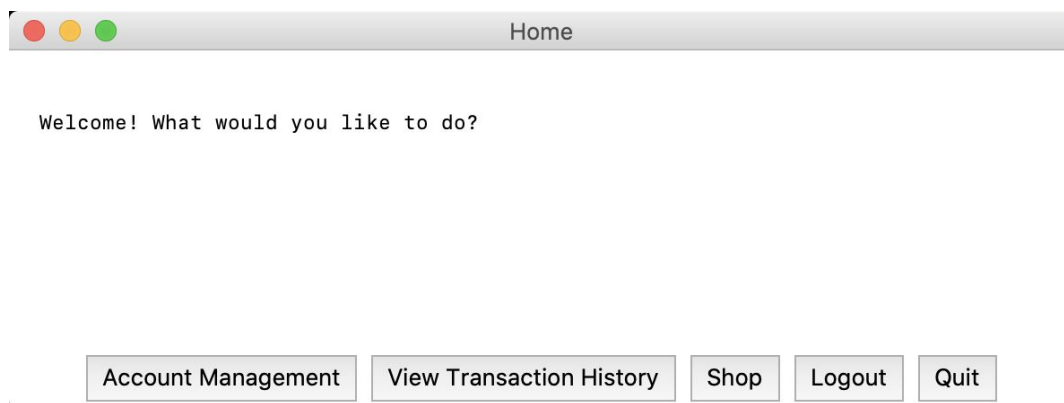 Home
Welcome! What would you like to do?
Account Management View Transaction History Shop Logout Quit